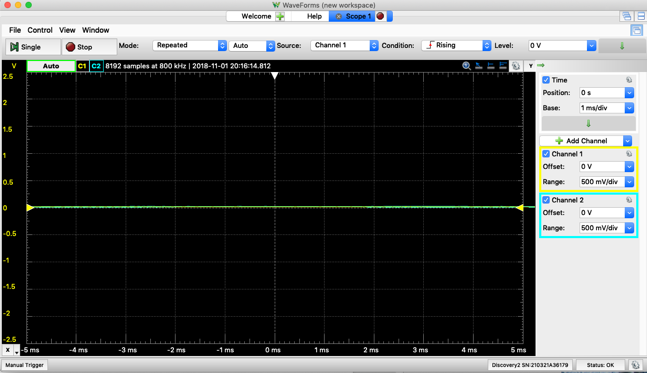 WaveForms (new workspace)
Welcome Help Scope 1
File Control View Window
Single Stop Mode: Repeated Auto Source: Channel 1 Condition: Rising Level: 0 V
V Auto C1 C2 8192 samples at 800 kHz | 2018-11-01 20:16:14.812 Y
2.5
2
1.5
1
0.5
0
-0.5
-1
-1.5
-2
-2.5
X -5 ms -4 ms -3 ms -2 ms -1 ms 0 ms 1 ms 2 ms 3 ms 4 ms 5 ms
Time
Position: 0 s
Base: 1 ms/div
Add Channel
Channel 1
Offset: 0 V
Range: 500 mV/div
Channel 2
Offset: 0 V
Range: 500 mV/div
Manual Trigger Discovery2 SN:210321A36179 Status: OK